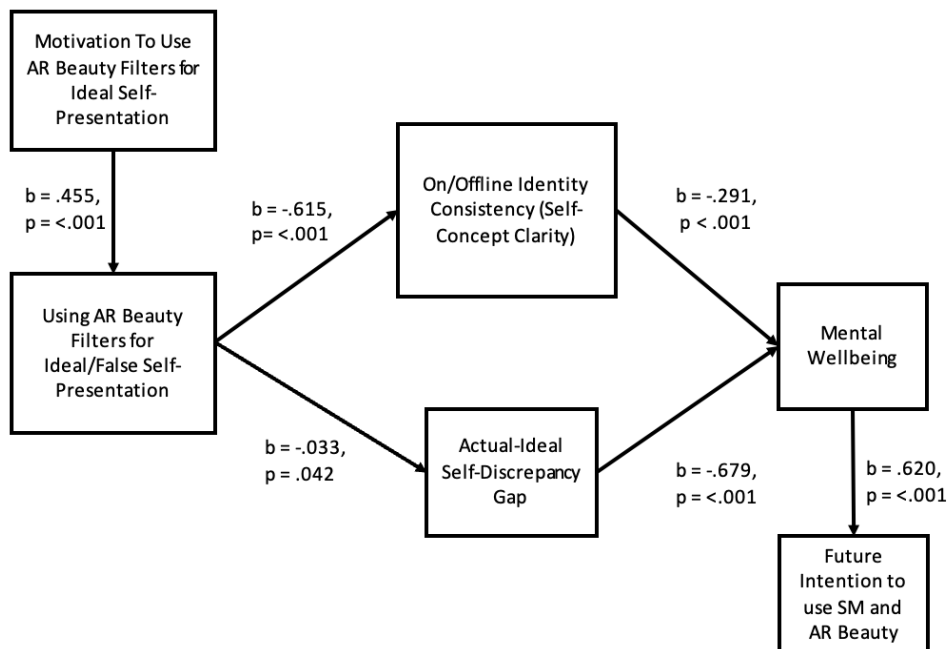 Motivation To Use
AR Beauty Filters for
Ideal Self-
Presentation
b = .455,
p = <.001
Using AR Beauty
Filters for
Ideal/False Self-
Presentation
b = -.615,
p= <.001
On/Offline Identity
Consistency (Self-
Concept Clarity)
b = -.291,
p < .001
b = -.033,
p = .042
Actual-Ideal
Self-Discrepancy
Gap
b = -.679,
p = <.001
Mental
Wellbeing
b = .620,
p = <.001
Future
Intention to
use SM and
AR Beauty